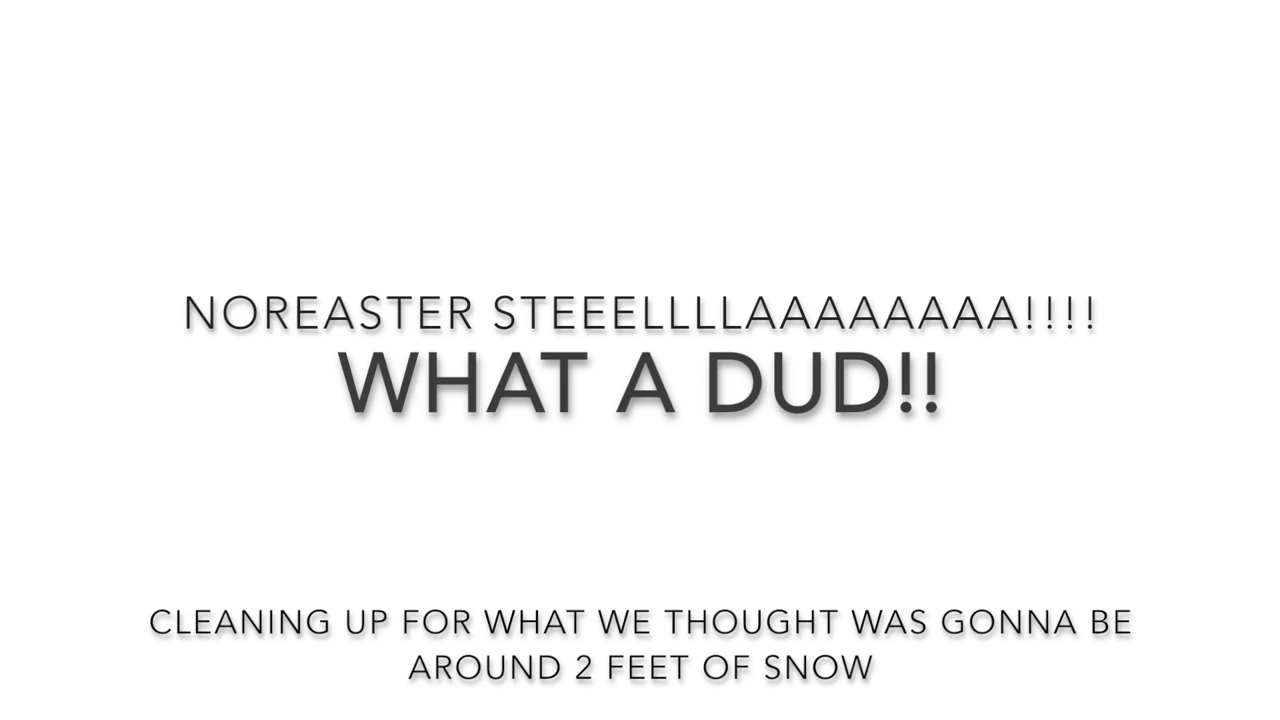 NOREASTER STEEELLLLAAAAAAAA!!!!
WHAT A DUD!!
CLEANING UP FOR WHAT WE THOUGHT WAS GONNA BE
AROUND 2 FEET OF SNOW